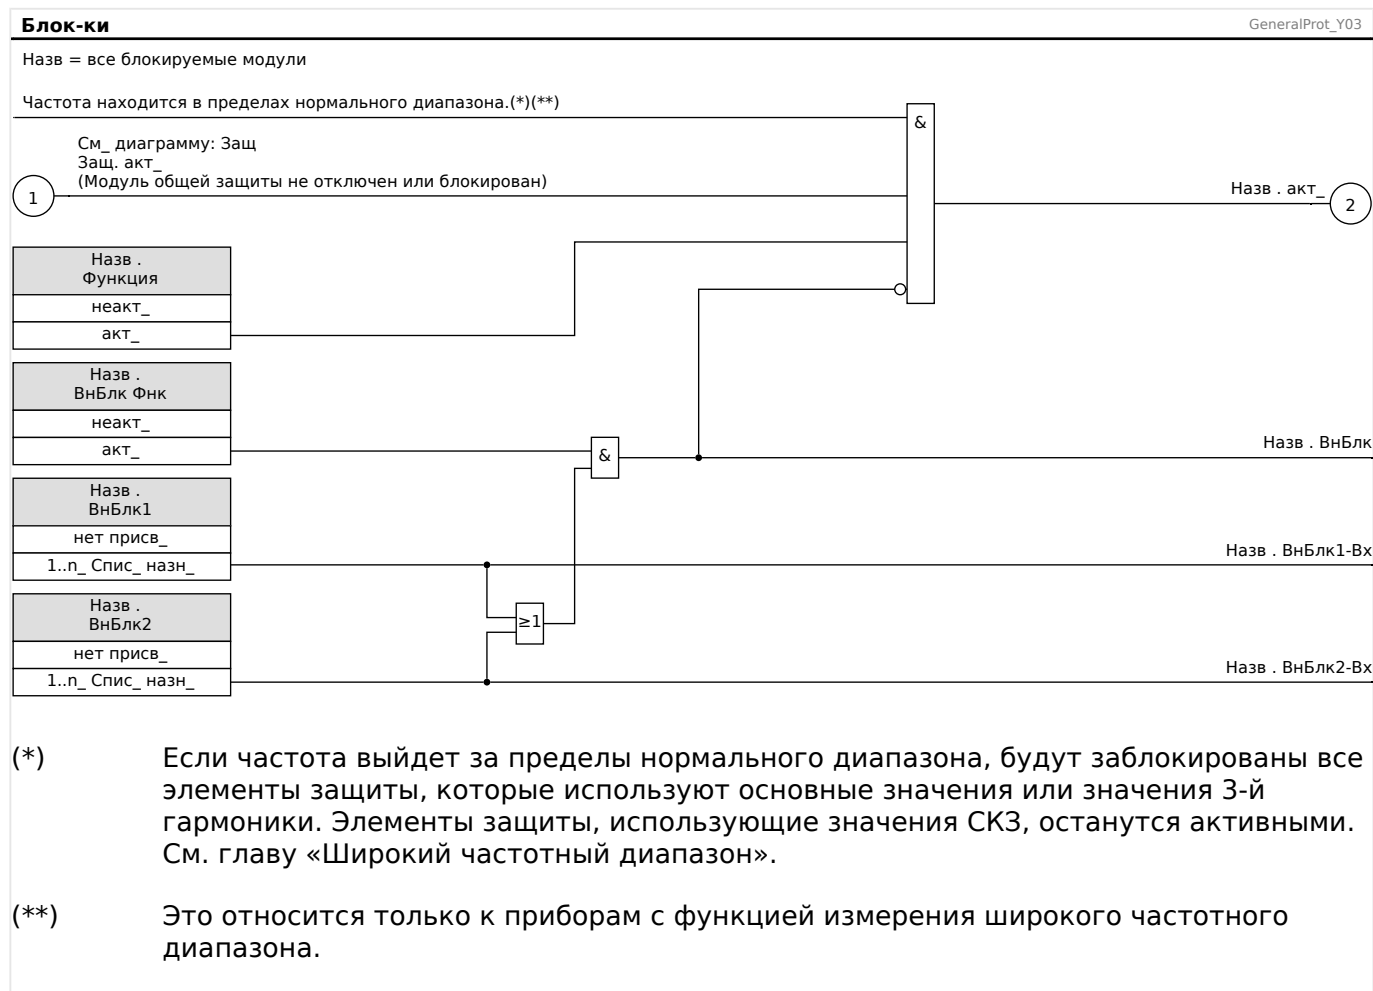 Блок-ки
GeneralProt_Y03
Назв = все блокируемые модули
Частота находится в пределах нормального диапазона.(*)(**)
&
См_ диаграмму: Защ
Защ. акт_
(Модуль общей защиты не отключен или блокирован)
1
Назв . акт_
2
Назв .
Функция
неакт_
акт_
Назв .
ВнБлк Фнк
неакт_
акт_
&
Назв . ВнБлк
Назв .
ВнБлк1
нет присв_
1..n_ Спис_ назн_
Назв . ВнБлк1-Вх
Назв .
ВнБлк2
≥1
нет присв_
1..n_ Спис_ назн_
Назв . ВнБлк2-Вх
(*) Если частота выйдет за пределы нормального диапазона, будут заблокированы все
элементы защиты, которые используют основные значения или значения 3-й
гармоники. Элементы защиты, использующие значения СКЗ, останутся активными.
См. главу «Широкий частотный диапазон».
(**) Это относится только к приборам с функцией измерения широкого частотного
диапазона.